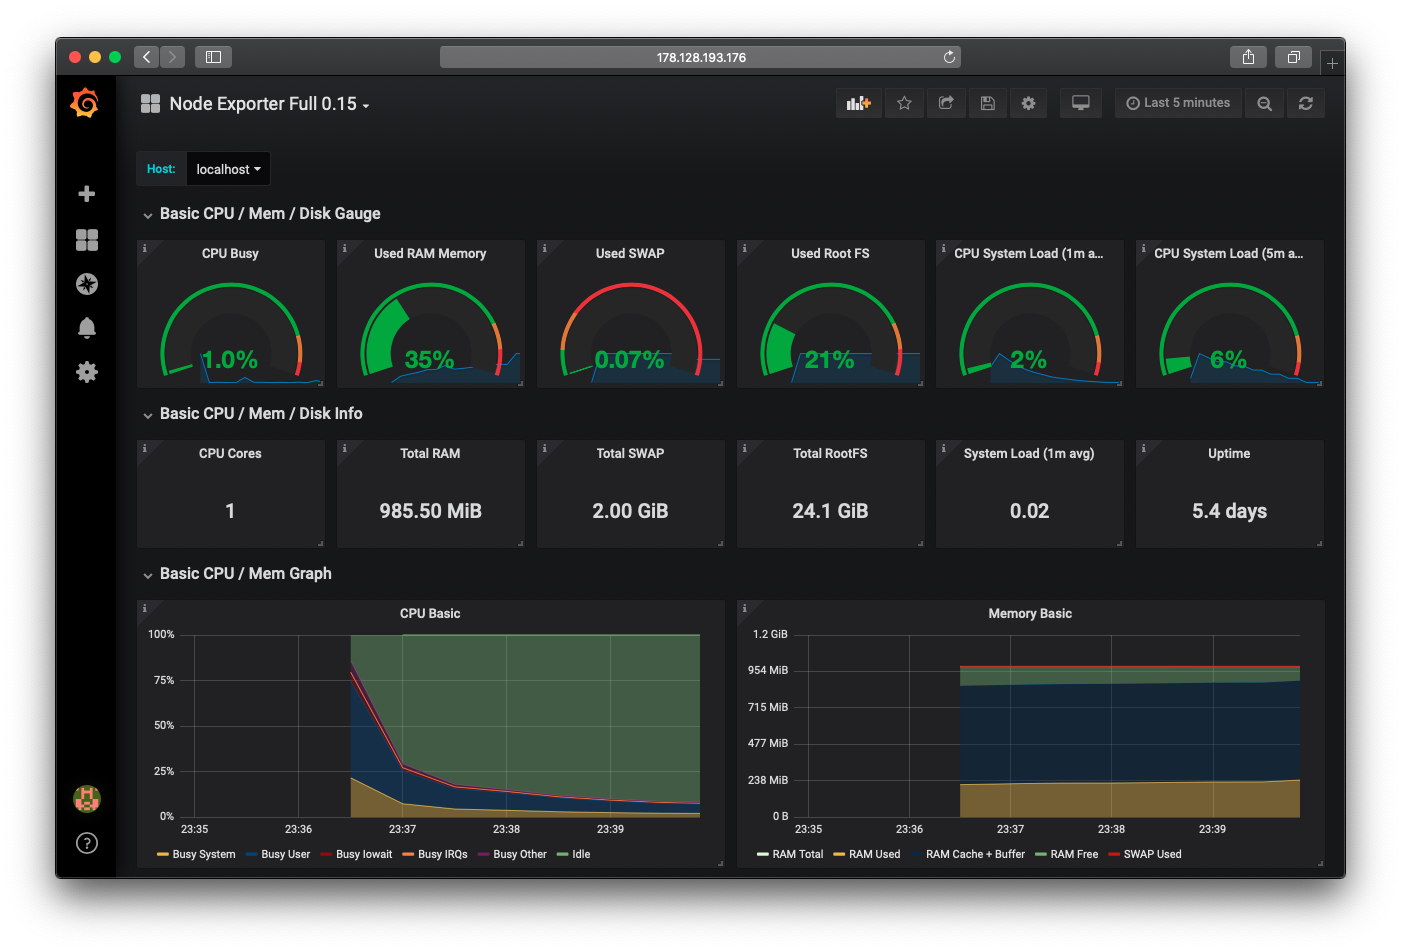 178.128.193.176
Node Exporter Full 0.15
Last 5 minutes
Host:
localhost
Basic CPU / Mem / Disk Gauge
CPU Busy
Used RAM Memory
Used SWAP
Used Root FS
CPU System Load (1m a...
CPU System Load (5m a...
1.0%
35%
0.07%
21%
2%
6%
Basic CPU / Mem / Disk Info
CPU Cores
Total RAM
Total SWAP
Total RootFS
System Load (1m avg)
Uptime
1
985.50 MiB
2.00 GiB
24.1 GiB
0.02
5.4 days
Basic CPU / Mem Graph
CPU Basic
100%
75%
50%
25%
0%
23:35
23:36
23:37
23:38
23:39
Busy System
Busy User
Busy Iowait
Busy IRQs
Busy Other
Idle
Memory Basic
1.2 GiB
954 MiB
715 MiB
477 MiB
238 MiB
0 B
23:35
23:36
23:37
23:38
23:39
RAM Total
RAM Used
RAM Cache + Buffer
RAM Free
SWAP Used